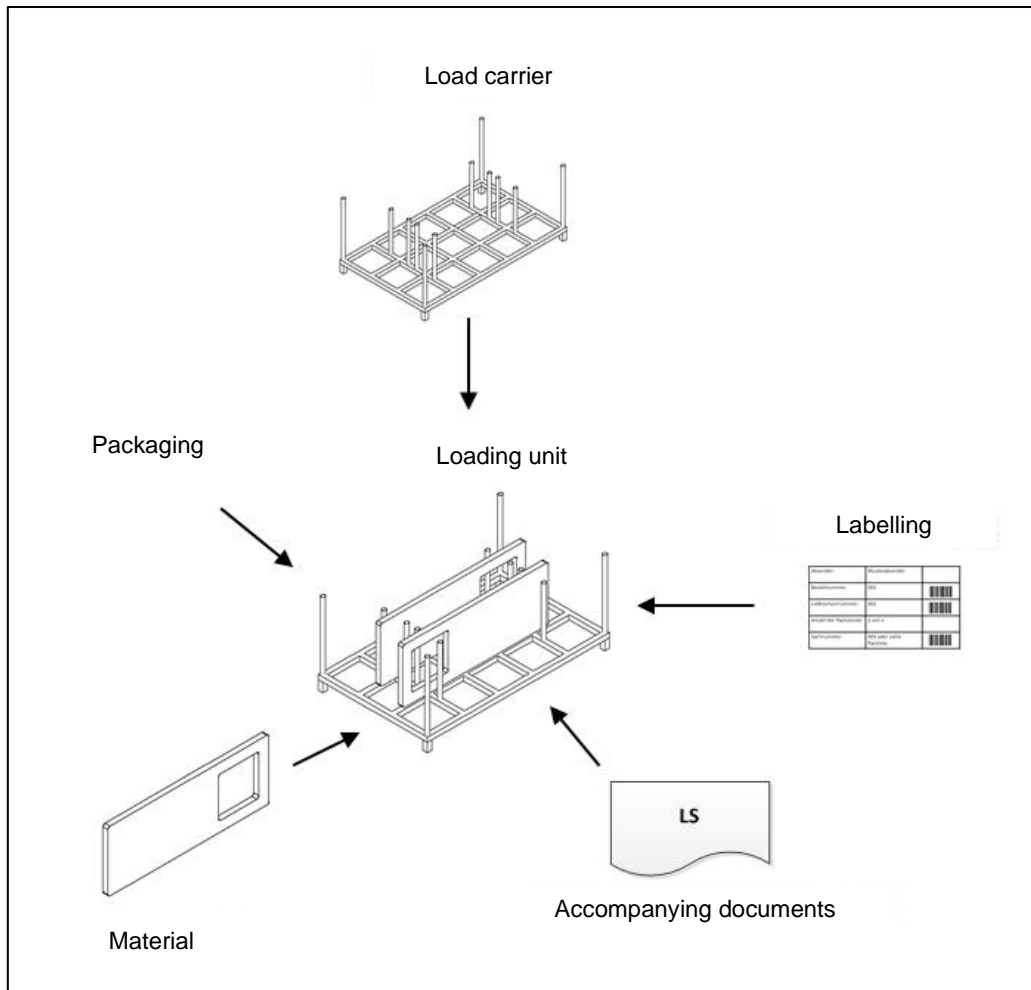 Load carrier
Packaging
Loading unit
Labelling
LS
Accompanying documents
Material